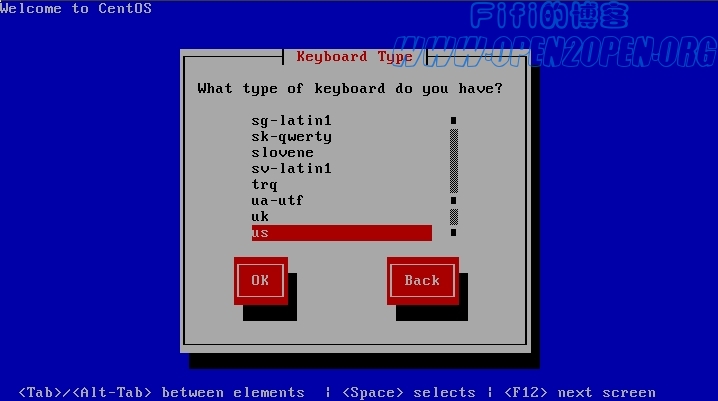 Welcome to CentOS
Fifi的博客
WWW.OPEN2OPEN.ORG
Keyboard Type
What type of keyboard do you have?
sg-latin1
sk-qwerty
slovene
sv-latin1
trq
ua-utf
uk
us
OK
Back
<Tab>/<Alt-Tab> between elements | <Space> selects | <F12> next screen